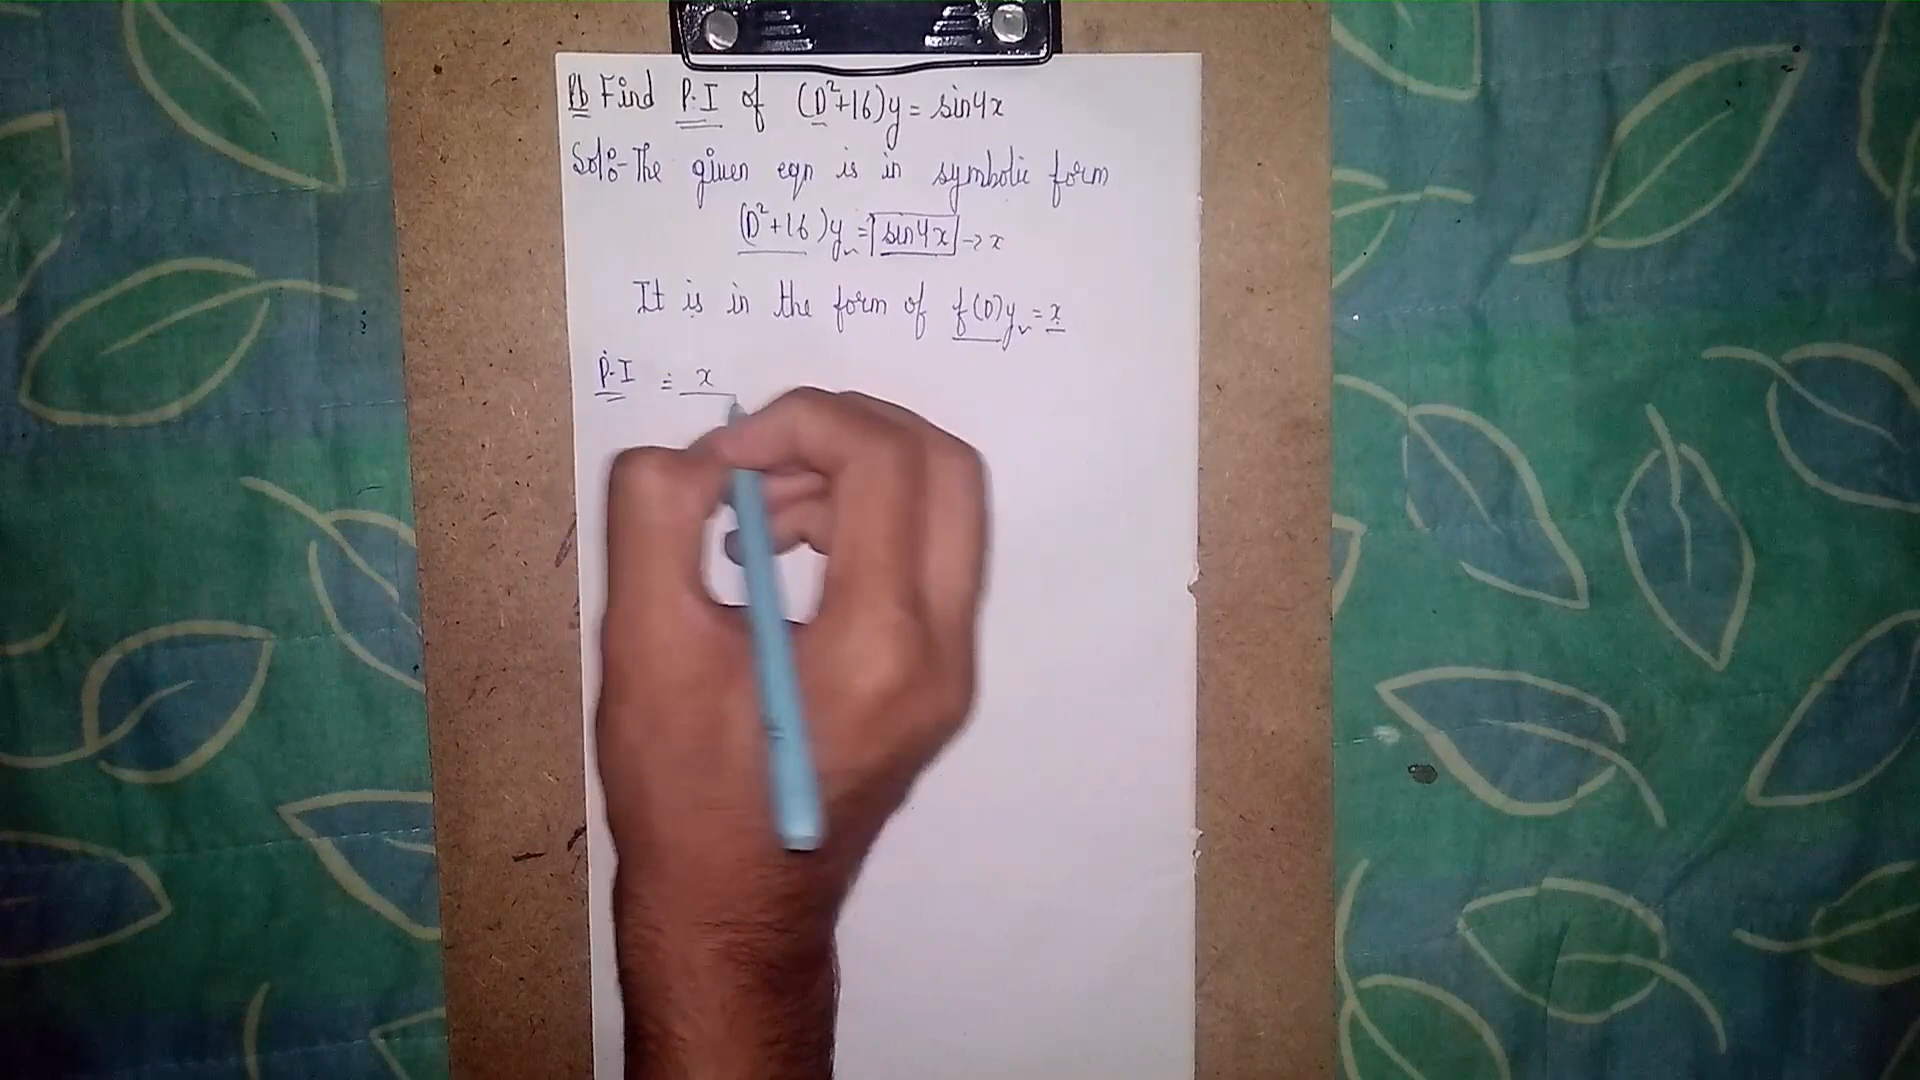 Pb Find P.I of (D²+16)y = sin4x
Sol:- The given eqn is in symbolic form
(D²+16)y = sin4x -> x
It is in the form of f(D)y = x
P.I = x